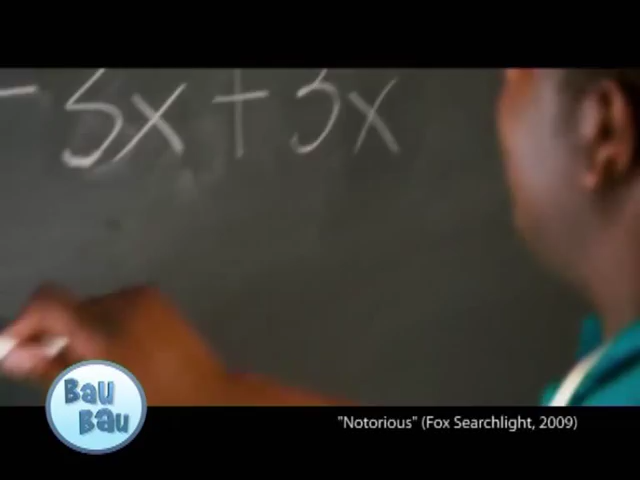 - 5x + 3x
Bau
Bau
"Notorious" (Fox Searchlight, 2009)